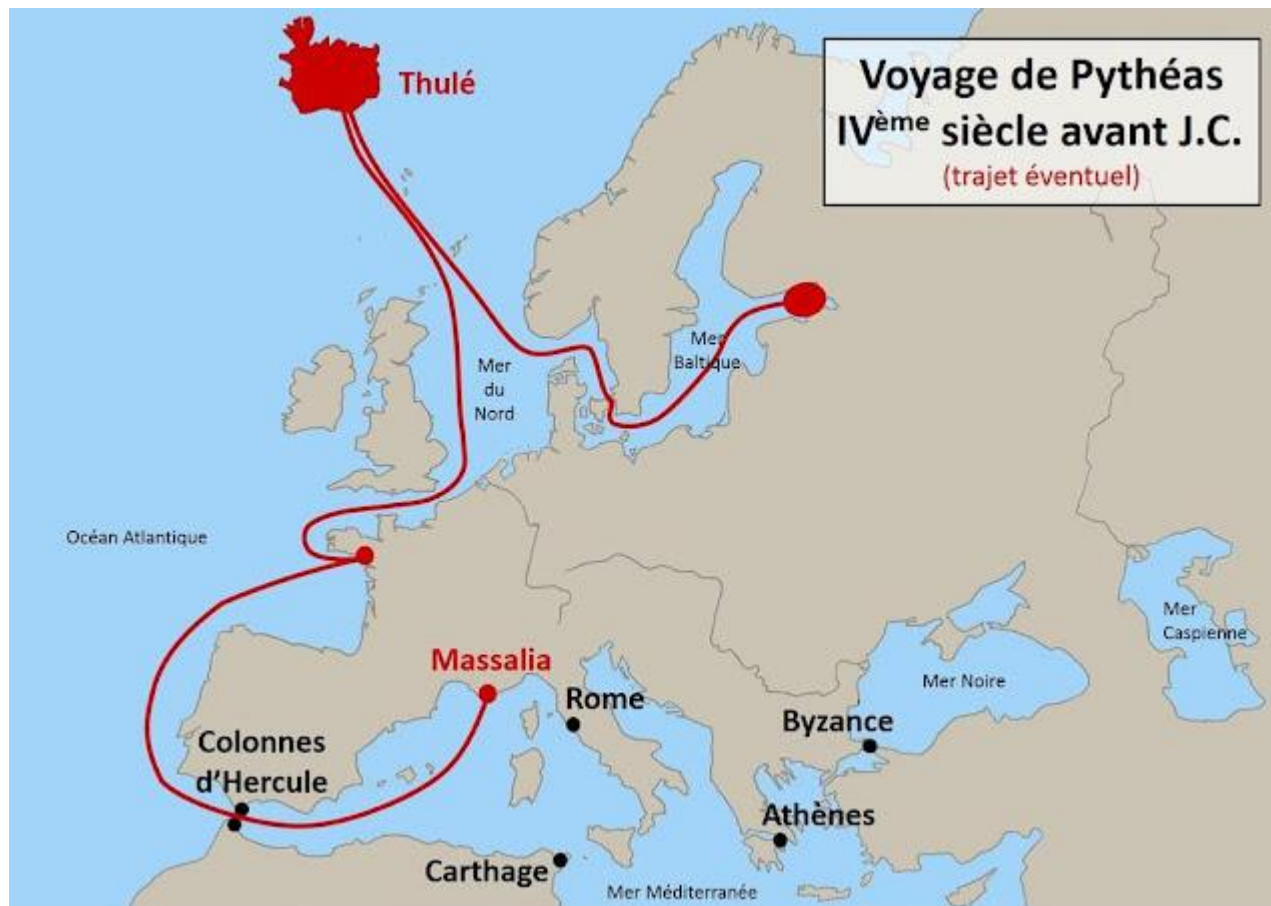 Voyage de Pythéas
IVème siècle avant J.C.
(trajet éventuel)
Thulé
Mer
du
Nord
Mer
Baltique
Océan Atlantique
Mer
Caspienne
Massalia
Rome
Mer Noire
Byzance
Colonnes
d'Hercule
Athènes
Carthage
Mer Méditerranée